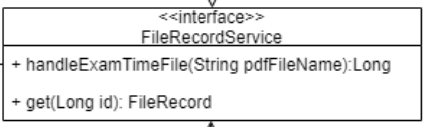 <<interface>>
FileRecordService
+ handleExamTimeFile(String pdfFileName):Long
+ get(Long id): FileRecord